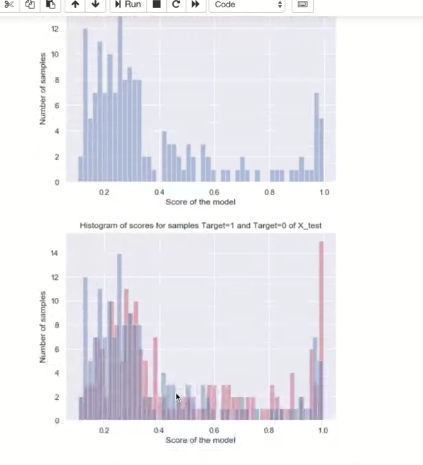 Run
Code
12
10
8
6
4
2
0
Number of samples
0.2 0.4 0.6 0.8 1.0
Score of the model
Histogram of scores for samples Target=1 and Target=0 of X_test
14
12
10
8
6
4
2
0
Number of samples
0.2 0.4 0.6 0.8 1.0
Score of the model